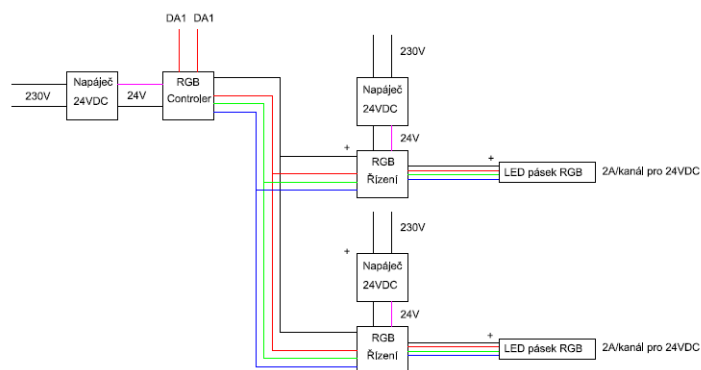 DA1 DA1
230V
Napáječ
24VDC
24V
RGB
Controler
230V
Napáječ
24VDC
24V
+
RGB
Řízení
+
LED pásek RGB
2A/kanál pro 24VDC
230V
+
Napáječ
24VDC
24V
RGB
Řízení
+
LED pásek RGB
2A/kanál pro 24VDC